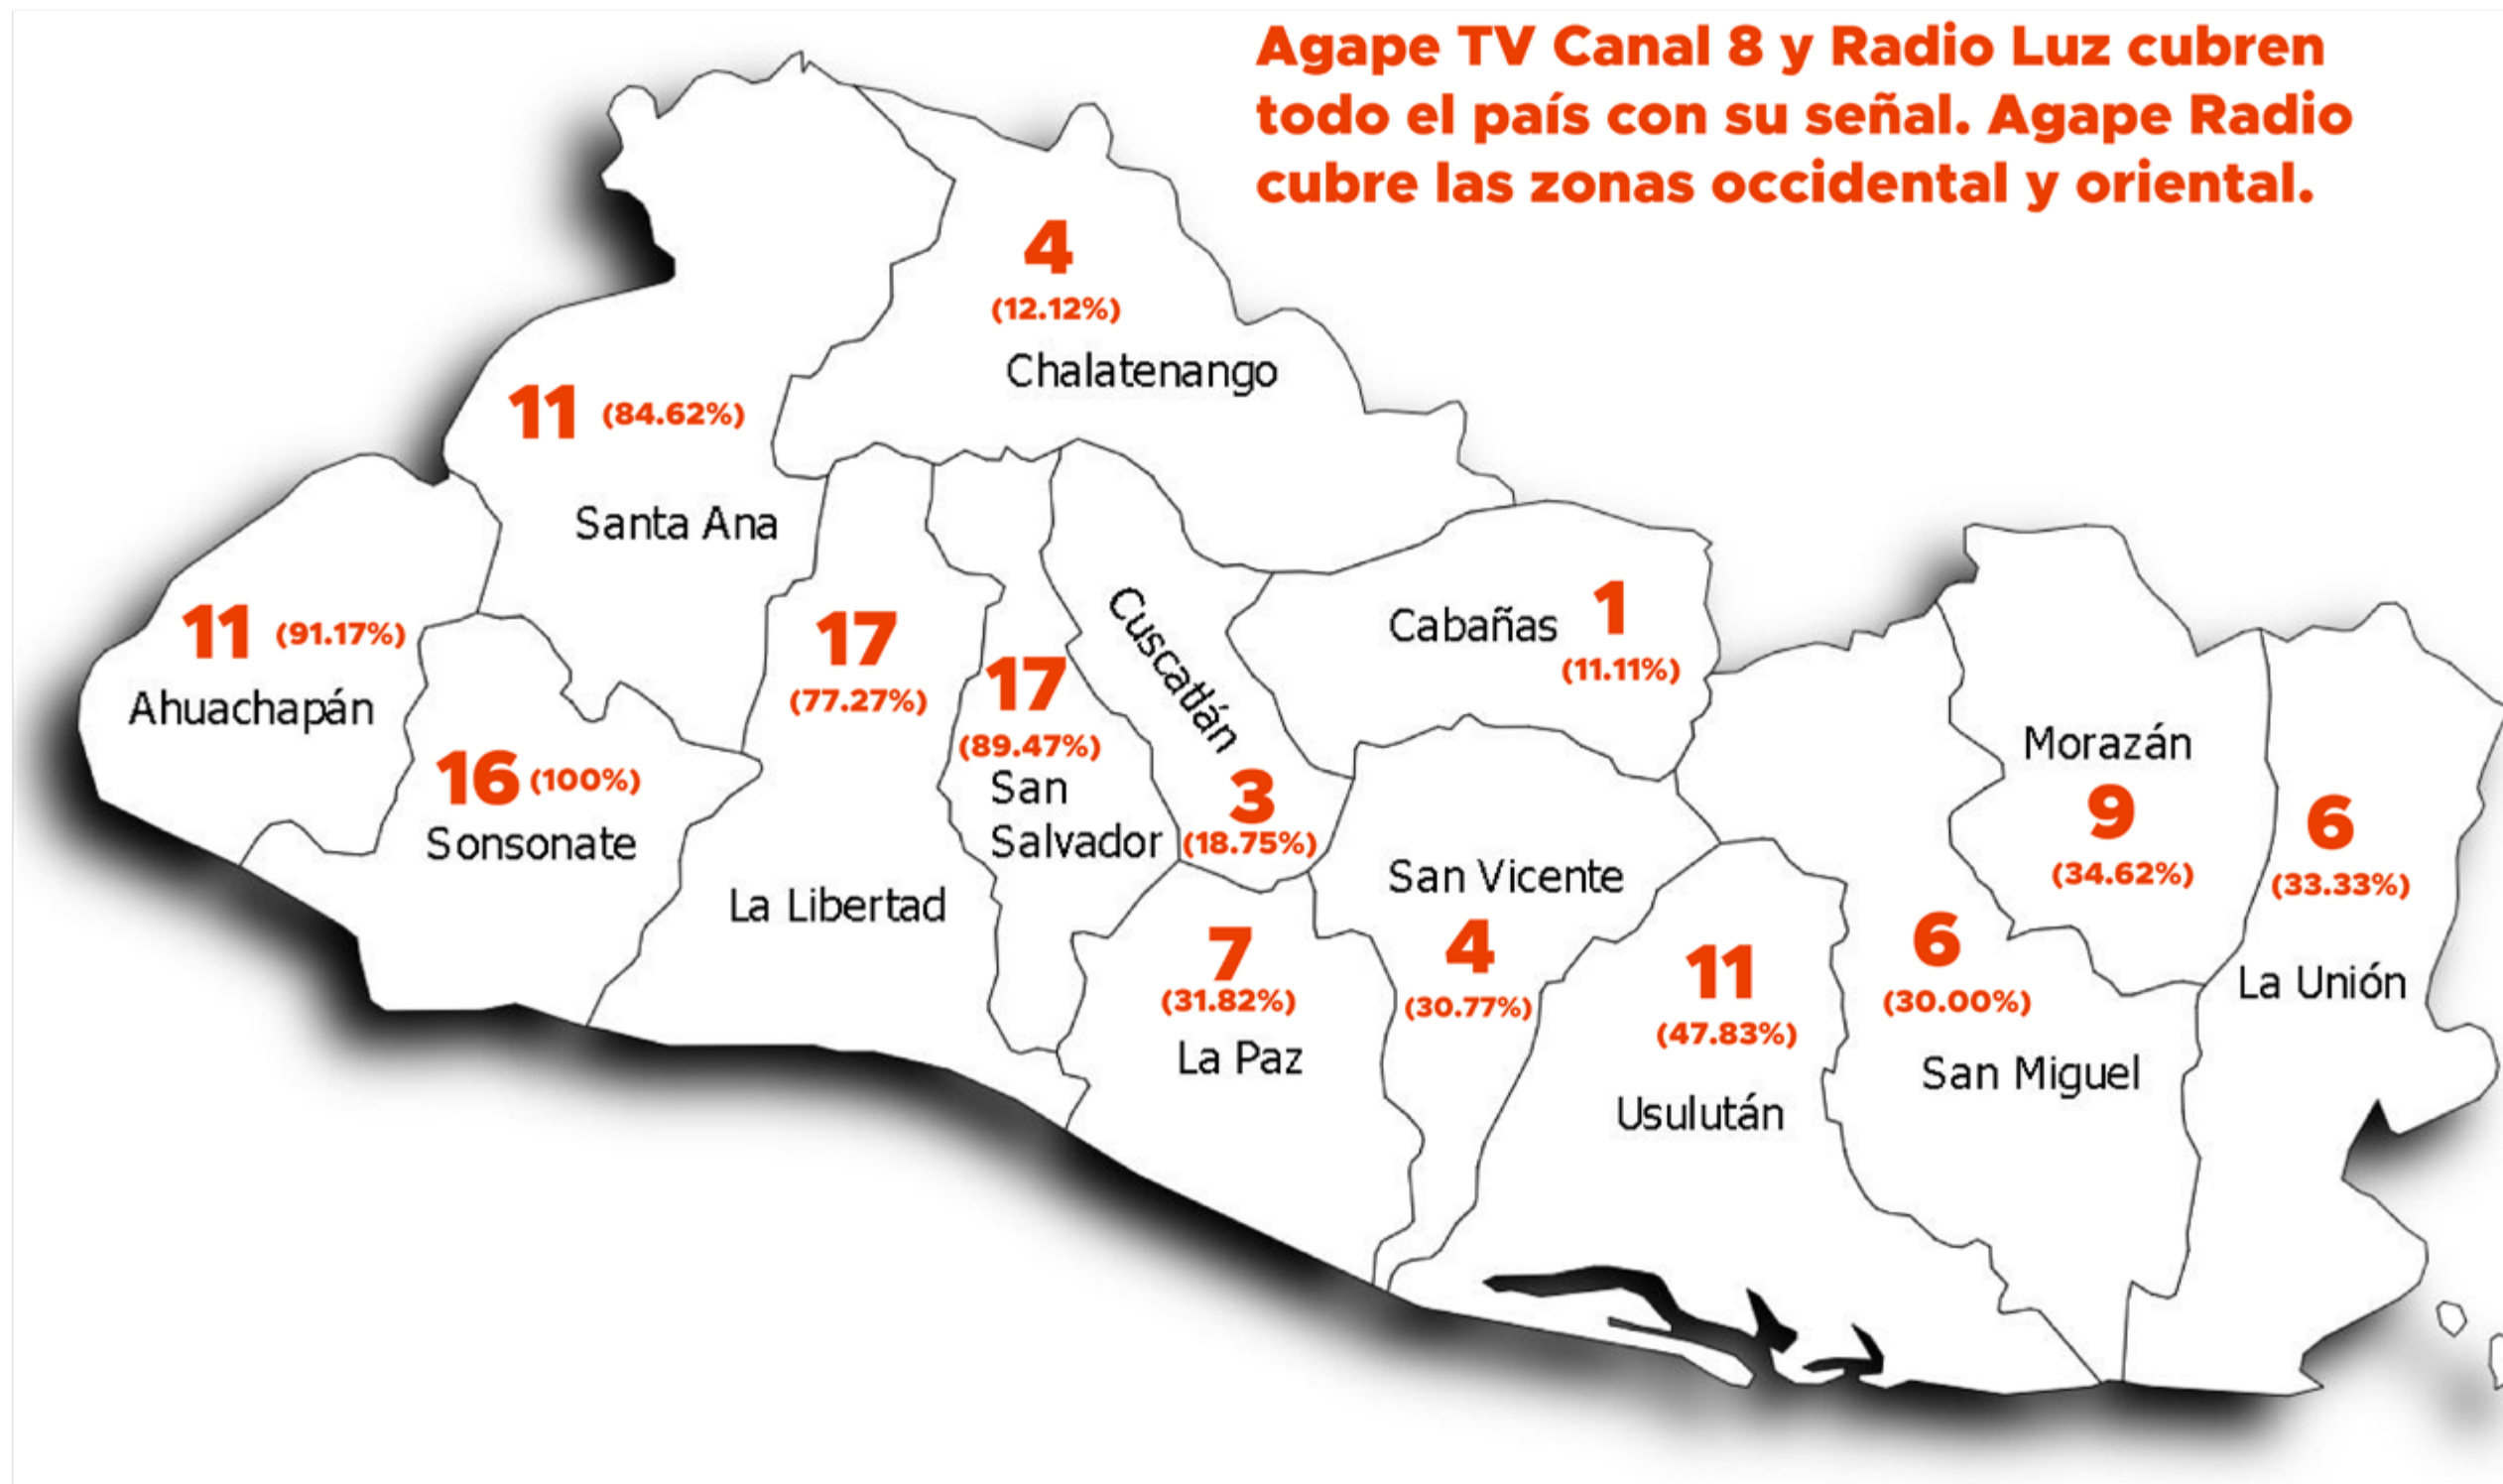 Agape TV Canal 8 y Radio Luz cubren
todo el país con su señal. Agape Radio
cubre las zonas occidental y oriental.
4
(12.12%)
Chalatenango
11 (84.62%)
Santa Ana
11 (91.17%)
Ahuachapán
16 (100%)
Sonsonate
17
(77.27%)
La Libertad
17
(89.47%)
San
Salvador
Cuscatlán
3
(18.75%)
Cabañas 1
(11.11%)
7
(31.82%)
La Paz
San Vicente
4
(30.77%)
11
(47.83%)
Usulután
6
(30.00%)
San Miguel
Morazán
9
(34.62%)
6
(33.33%)
La Unión